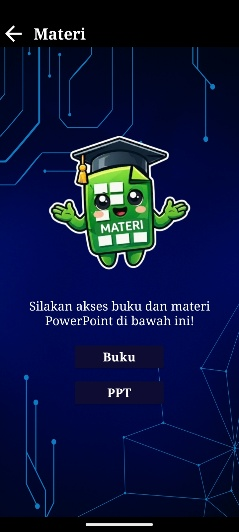 Materi
MATERI
Silakan akses buku dan materi
PowerPoint di bawah ini!
Buku
PPT